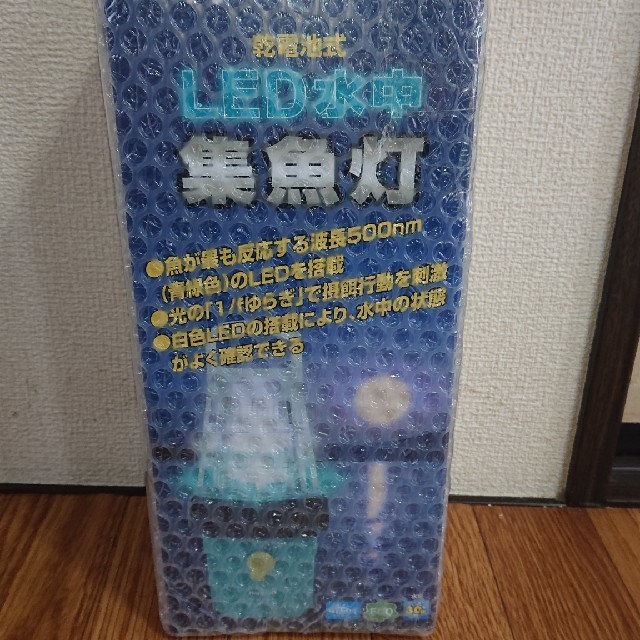 乾電池式
LED水中
集魚灯
●魚が最も反応する波長500nm
(青緑色)のLEDを搭載
●光の「1/fゆらぎ」で摂餌行動を刺激
●白色LEDの搭載により、水中の状態
がよく確認できる